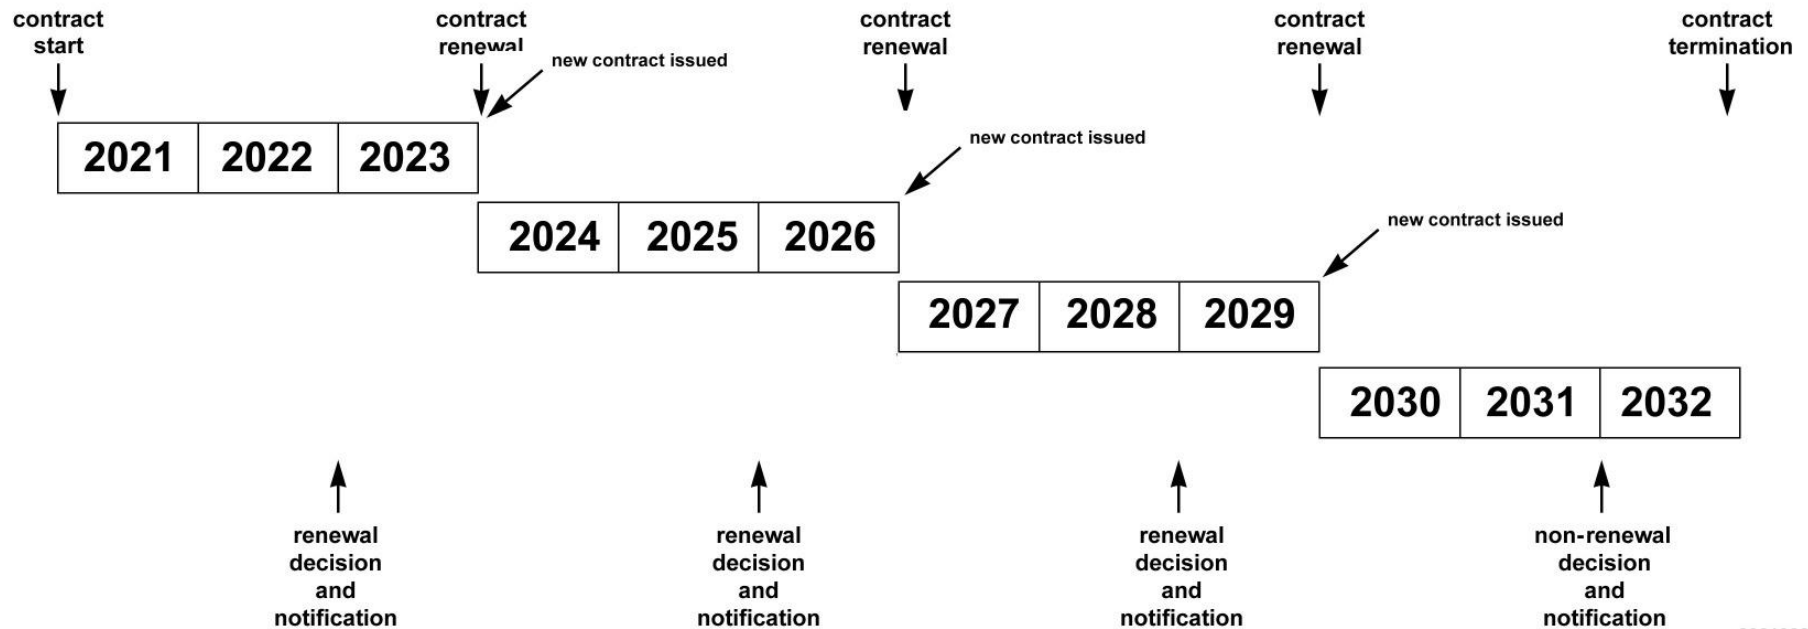 contract
start
contract
renewal
contract
renewal
contract
renewal
contract
termination
new contract issued
new contract issued
new contract issued
2021 2022 2023
2024 2025 2026
2027 2028 2029
2030 2031 2032
renewal
decision
and
notification
renewal
decision
and
notification
renewal
decision
and
notification
non-renewal
decision
and
notification